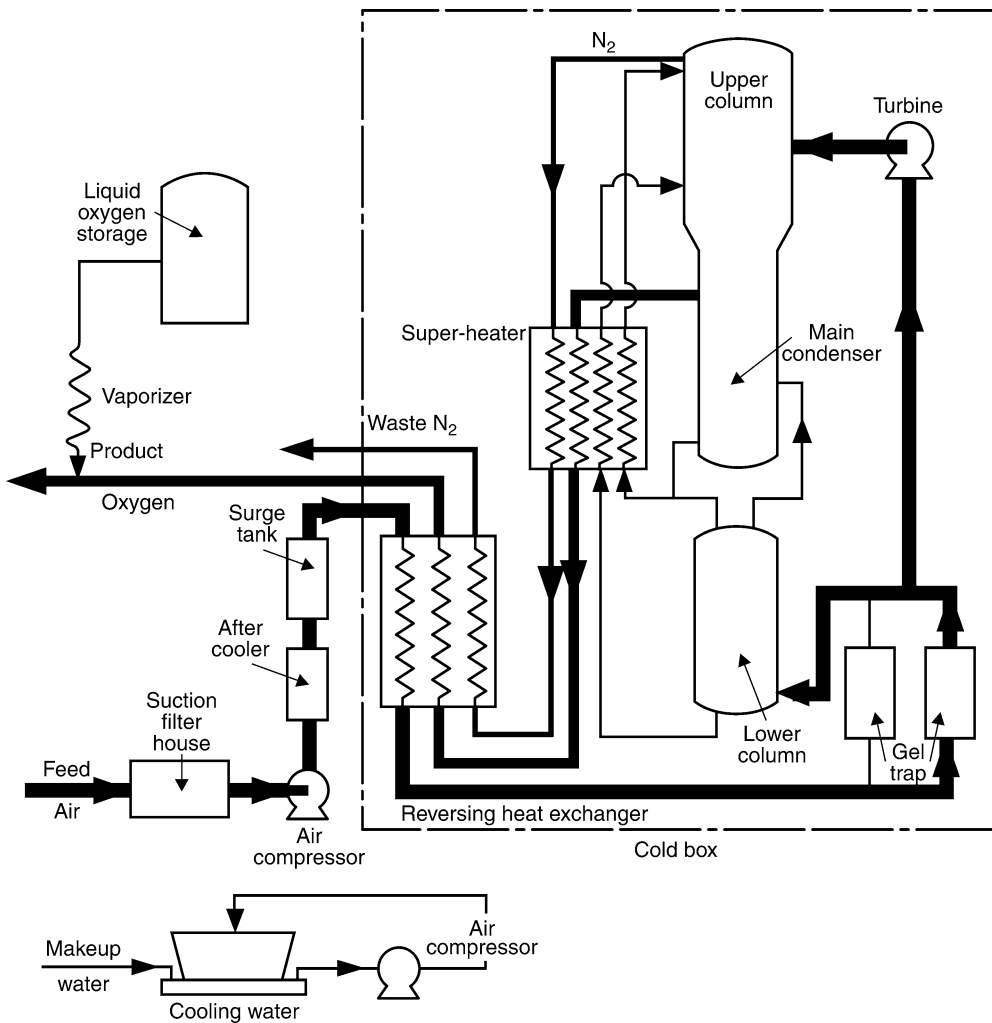 N2
Upper
column
Turbine
Liquid
oxygen
storage
Super-heater
Main
condenser
Vaporizer
Waste N2
Product
Oxygen
Surge
tank
After
cooler
Suction
filter
house
Lower
column
Gel
trap
Feed
Air
Reversing heat exchanger
Air
compressor
Cold box
Makeup
water
Air
compressor
Cooling water